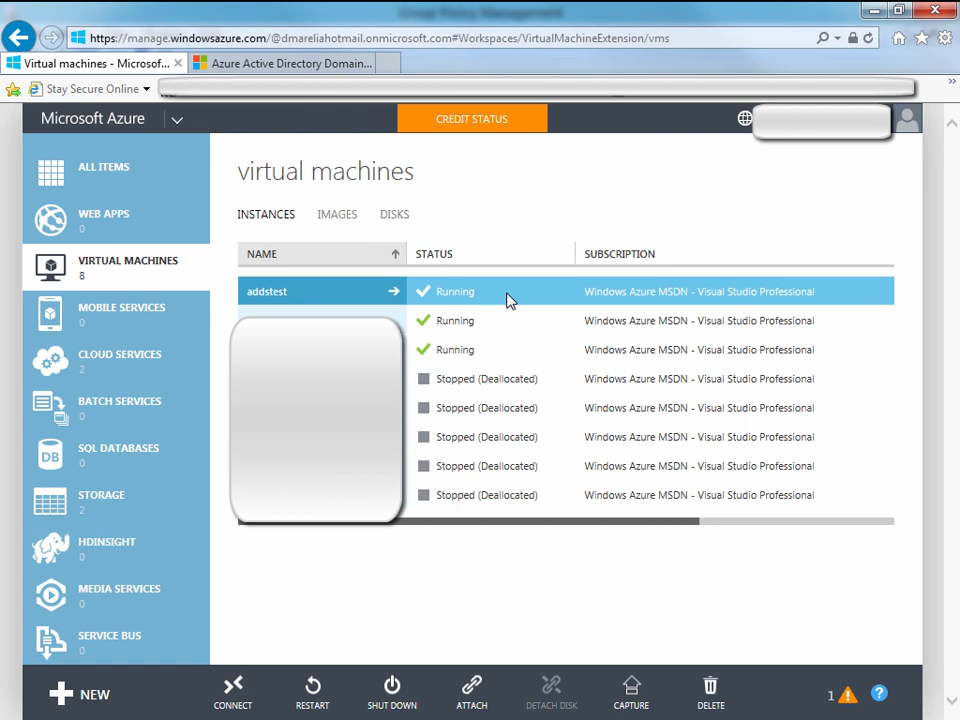 Group Policy Management
https://manage.windowsazure.com/@dmareliahotmail.onmicrosoft.com#Workspaces/VirtualMachineExtension/vms
Virtual machines - Microsof... ×
Azure Active Directory Domain...
Stay Secure Online
Microsoft Azure
CREDIT STATUS
ALL ITEMS
WEB APPS
0
VIRTUAL MACHINES
8
MOBILE SERVICES
0
CLOUD SERVICES
2
BATCH SERVICES
0
DB
SQL DATABASES
0
STORAGE
2
HDINSIGHT
0
MEDIA SERVICES
0
SERVICE BUS
0
virtual machines
INSTANCES IMAGES DISKS
NAME STATUS SUBSCRIPTION
addstest Running Windows Azure MSDN - Visual Studio Professional
Running Windows Azure MSDN - Visual Studio Professional
Running Windows Azure MSDN - Visual Studio Professional
Stopped (Deallocated) Windows Azure MSDN - Visual Studio Professional
Stopped (Deallocated) Windows Azure MSDN - Visual Studio Professional
Stopped (Deallocated) Windows Azure MSDN - Visual Studio Professional
Stopped (Deallocated) Windows Azure MSDN - Visual Studio Professional
Stopped (Deallocated) Windows Azure MSDN - Visual Studio Professional
NEW
CONNECT
RESTART
SHUT DOWN
ATTACH
DETACH DISK
CAPTURE
DELETE
1
?